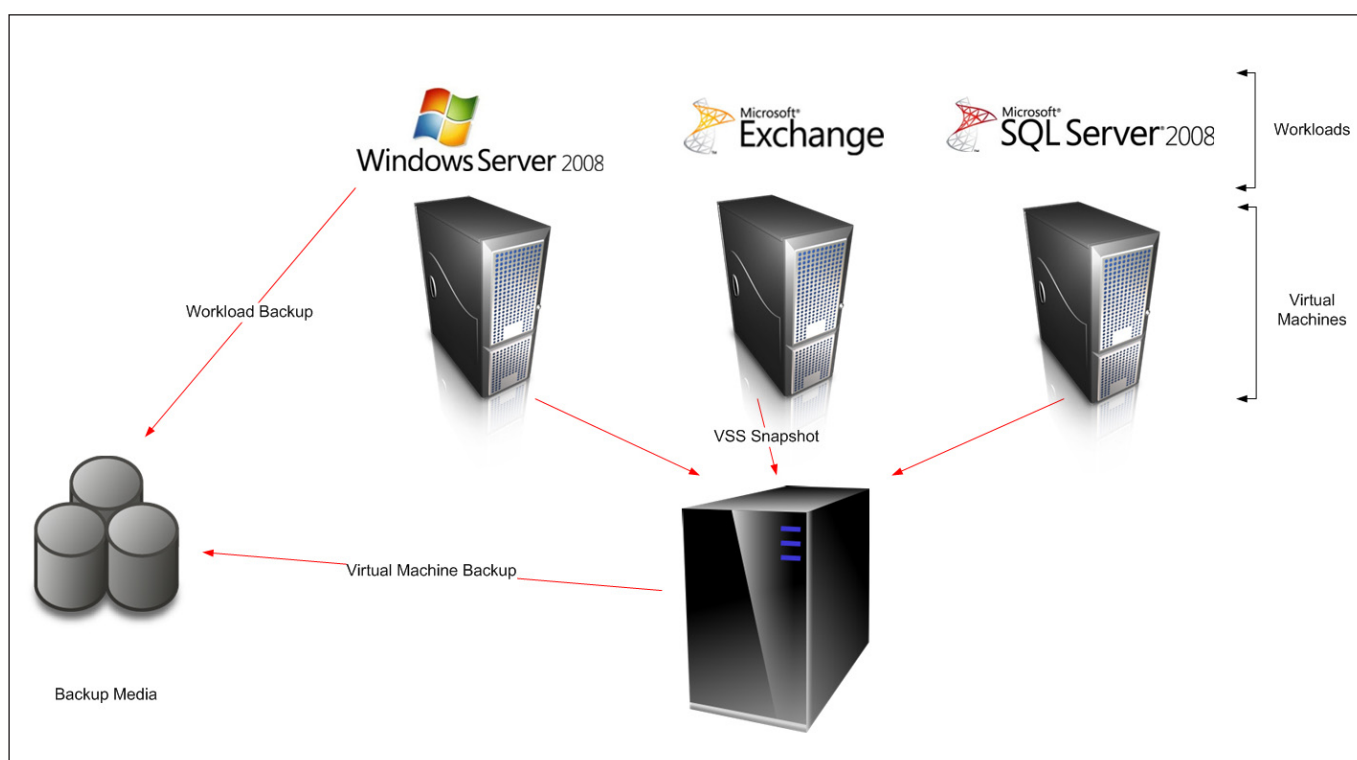 Windows Server 2008
Microsoft®
Exchange
Microsoft®
SQL Server® 2008
Workloads
Workload Backup
Virtual
Machines
VSS Snapshot
Virtual Machine Backup
Backup Media